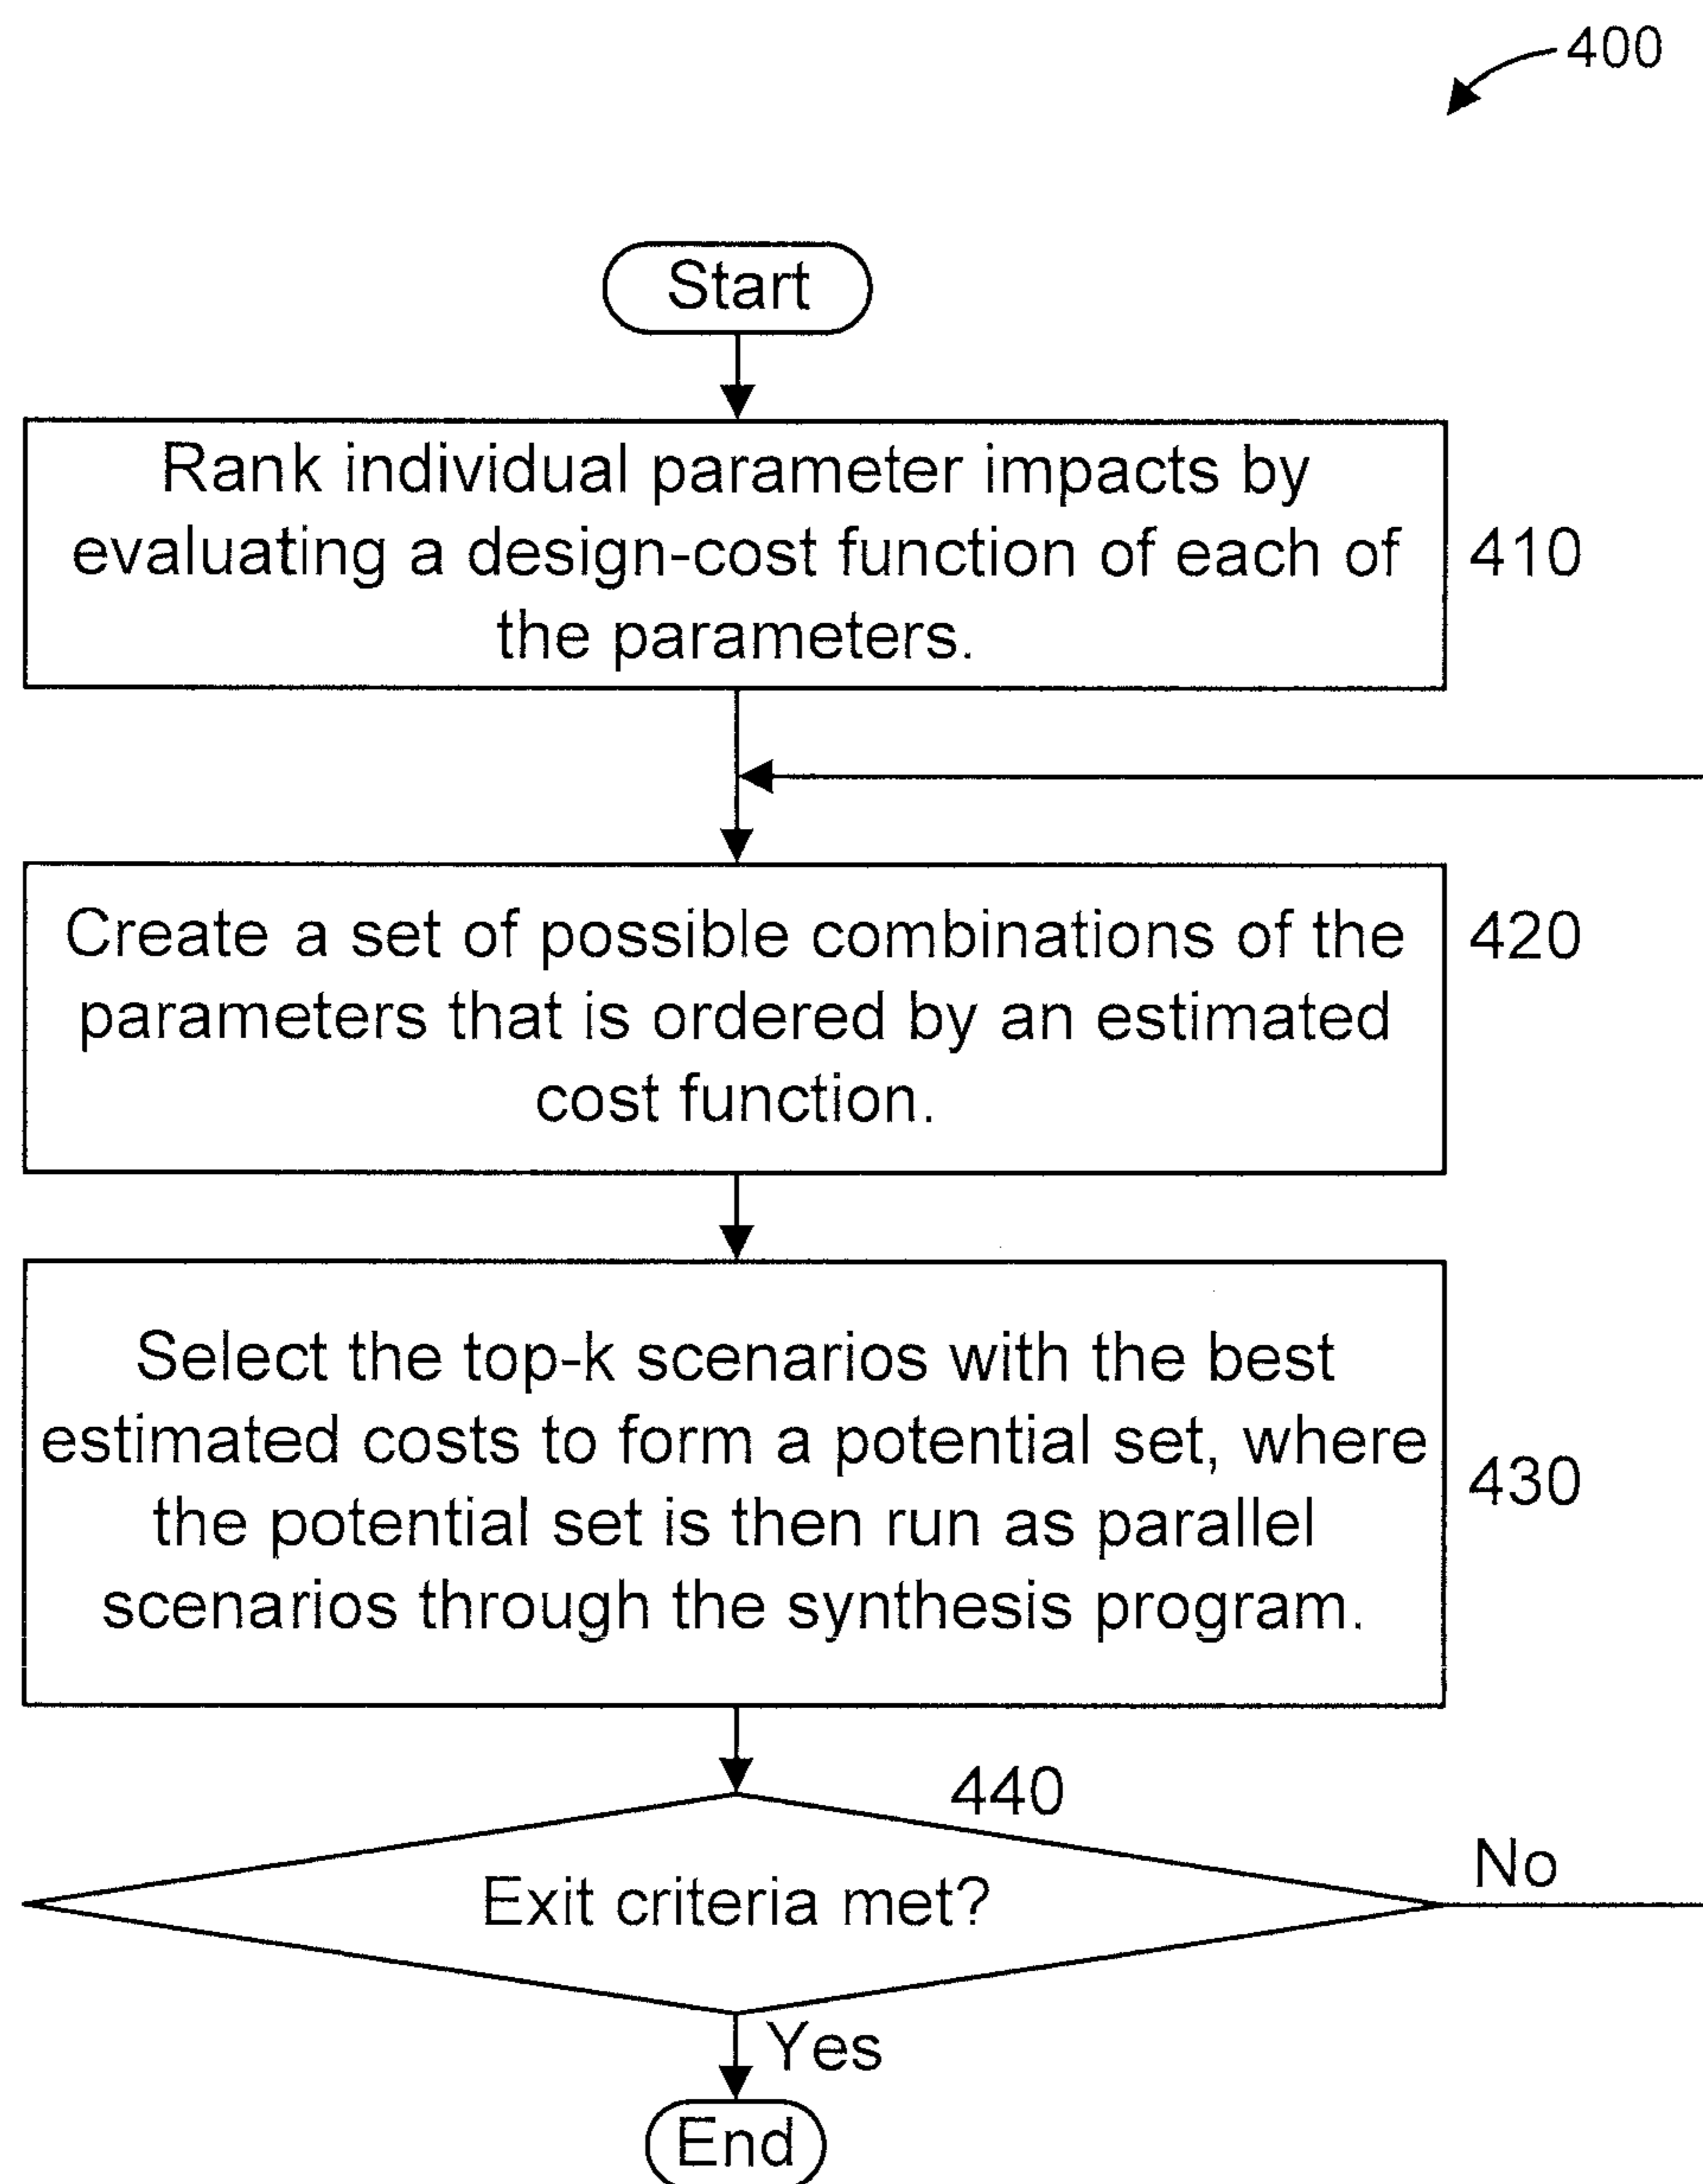 400
Start
Rank individual parameter impacts by
evaluating a design-cost function of each of
the parameters.
410
Create a set of possible combinations of the
parameters that is ordered by an estimated
cost function.
420
Select the top-k scenarios with the best
estimated costs to form a potential set, where
the potential set is then run as parallel
scenarios through the synthesis program.
430
440
Exit criteria met?
No
Yes
End